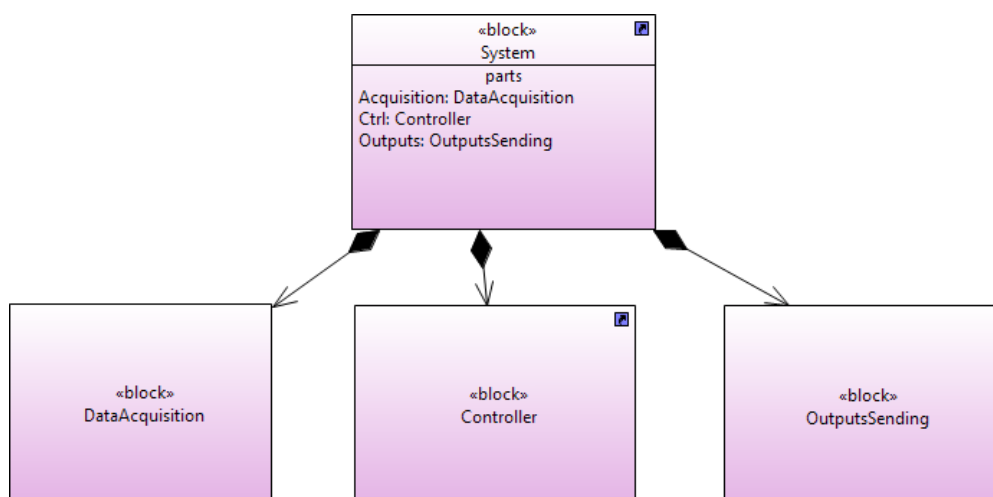 «block»
System
parts
Acquisition: DataAcquisition
Ctrl: Controller
Outputs: OutputsSending
«block»
DataAcquisition
«block»
Controller
«block»
OutputsSending